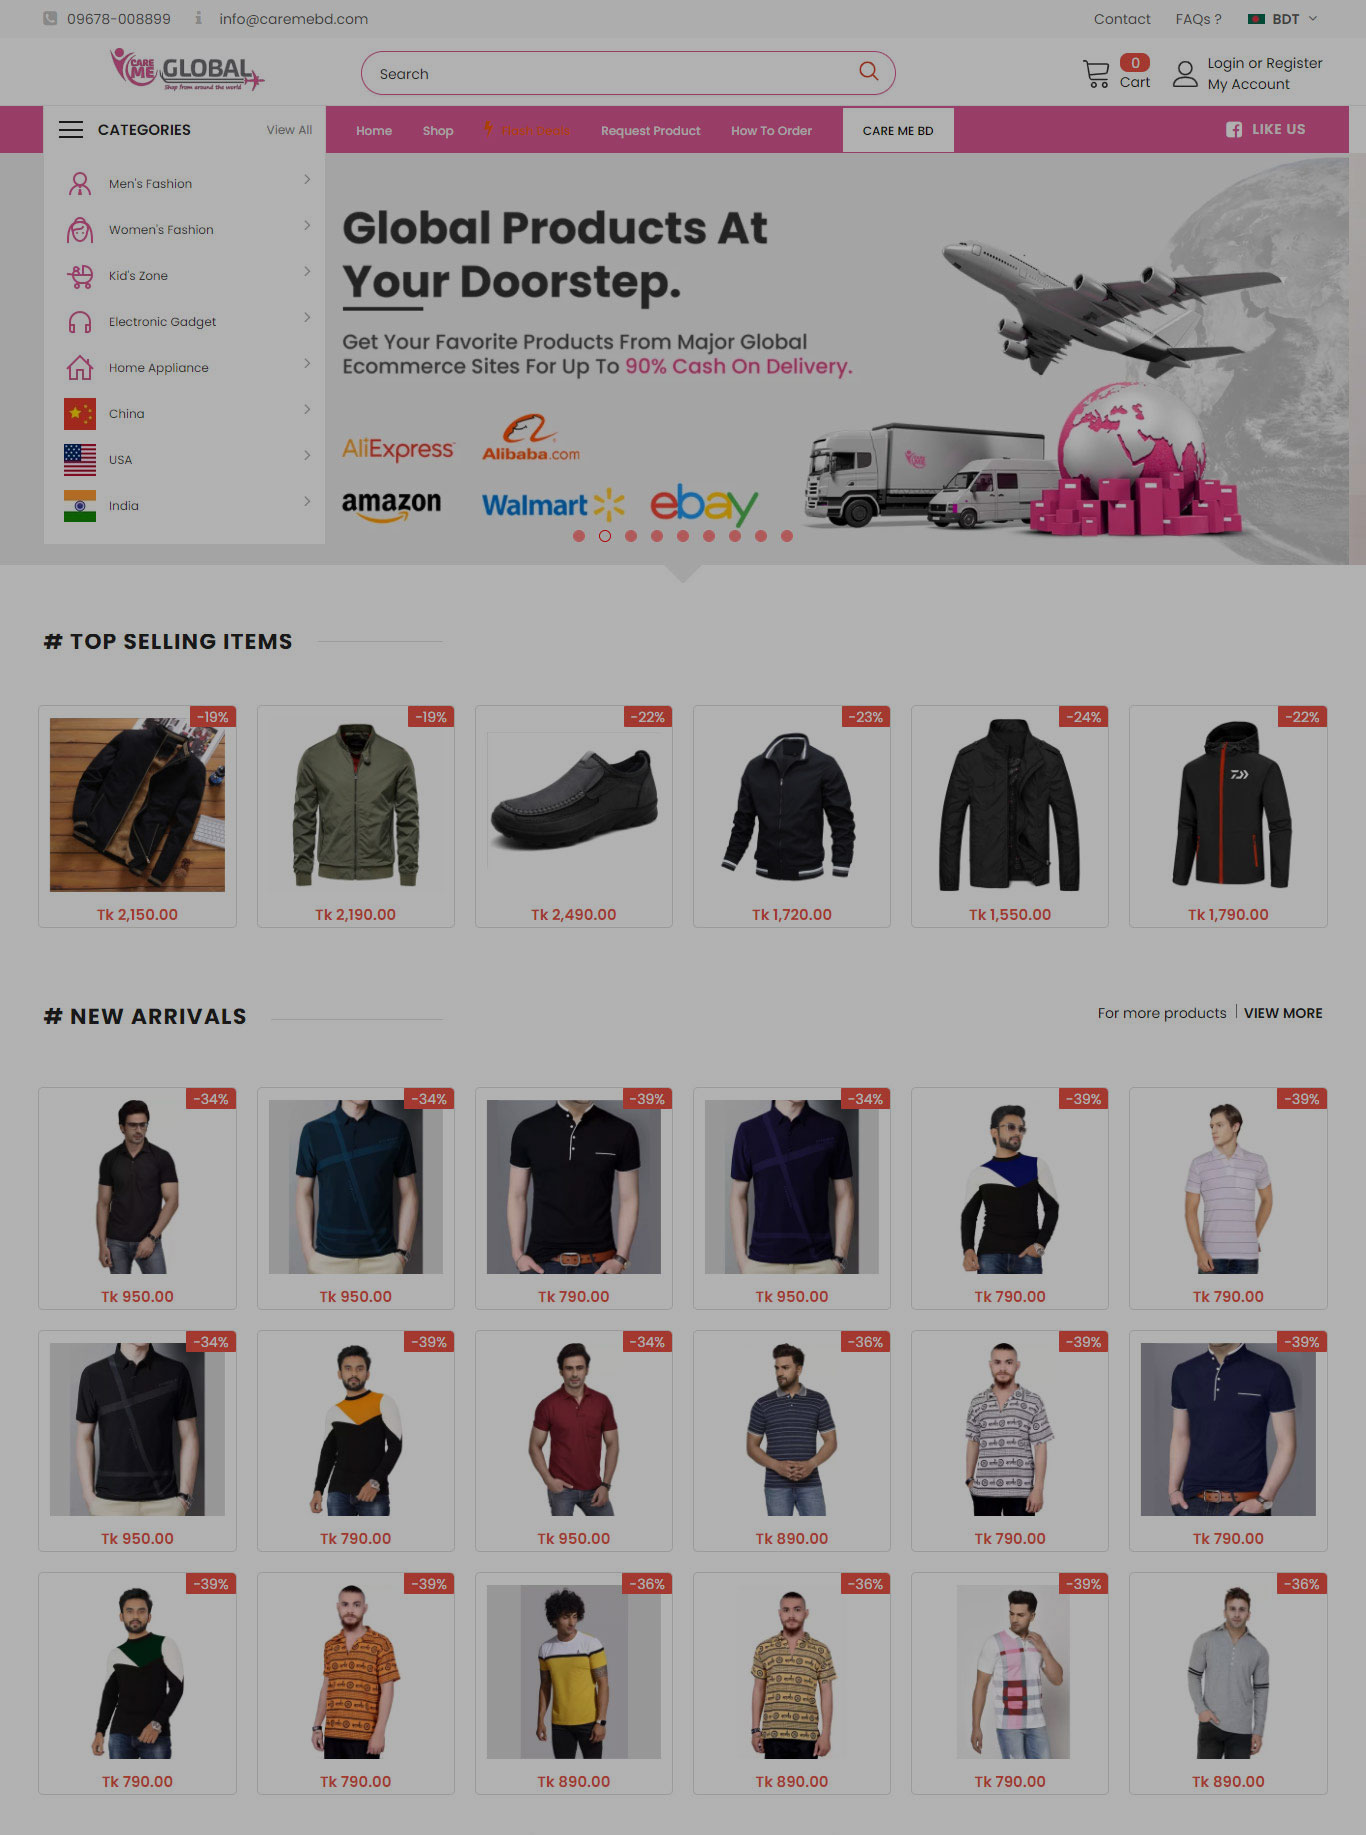 09678-008899
info@caremebd.com
Contact
FAQs ?
BDT
CARE ME GLOBAL
Shop from around the world
Search
0
Cart
Login or Register
My Account
CATEGORIES
View All
Home
Shop
Flash Deals
Request Product
How To Order
CARE ME BD
LIKE US
Men's Fashion
Women's Fashion
Kid's Zone
Electronic Gadget
Home Appliance
China
USA
India
Global Products At
Your Doorstep.
Get Your Favorite Products From Major Global
Ecommerce Sites For Up To 90% Cash On Delivery.
AliExpress
Alibaba.com
amazon
Walmart
ebay
# TOP SELLING ITEMS
-19%
-19%
-22%
-23%
-24%
-22%
Tk 2,150.00
Tk 2,190.00
Tk 2,490.00
Tk 1,720.00
Tk 1,550.00
Tk 1,790.00
# NEW ARRIVALS
For more products
VIEW MORE
-34%
-34%
-39%
-34%
-39%
-39%
Tk 950.00
Tk 950.00
Tk 790.00
Tk 950.00
Tk 790.00
Tk 790.00
-34%
-39%
-34%
-36%
-39%
-39%
Tk 950.00
Tk 790.00
Tk 950.00
Tk 890.00
Tk 790.00
Tk 790.00
-39%
-39%
-36%
-36%
-39%
-36%
Tk 790.00
Tk 790.00
Tk 890.00
Tk 890.00
Tk 790.00
Tk 890.00